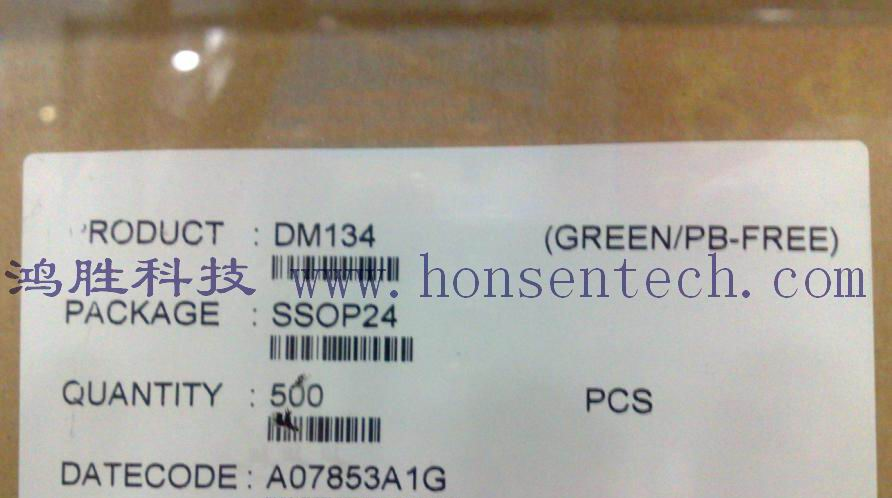 PRODUCT : DM134 (GREEN/PB-FREE)
鸿胜科技 www.honsentech.com
PACKAGE : SSOP24
QUANTITY : 500 PCS
DATECODE : A07853A1G